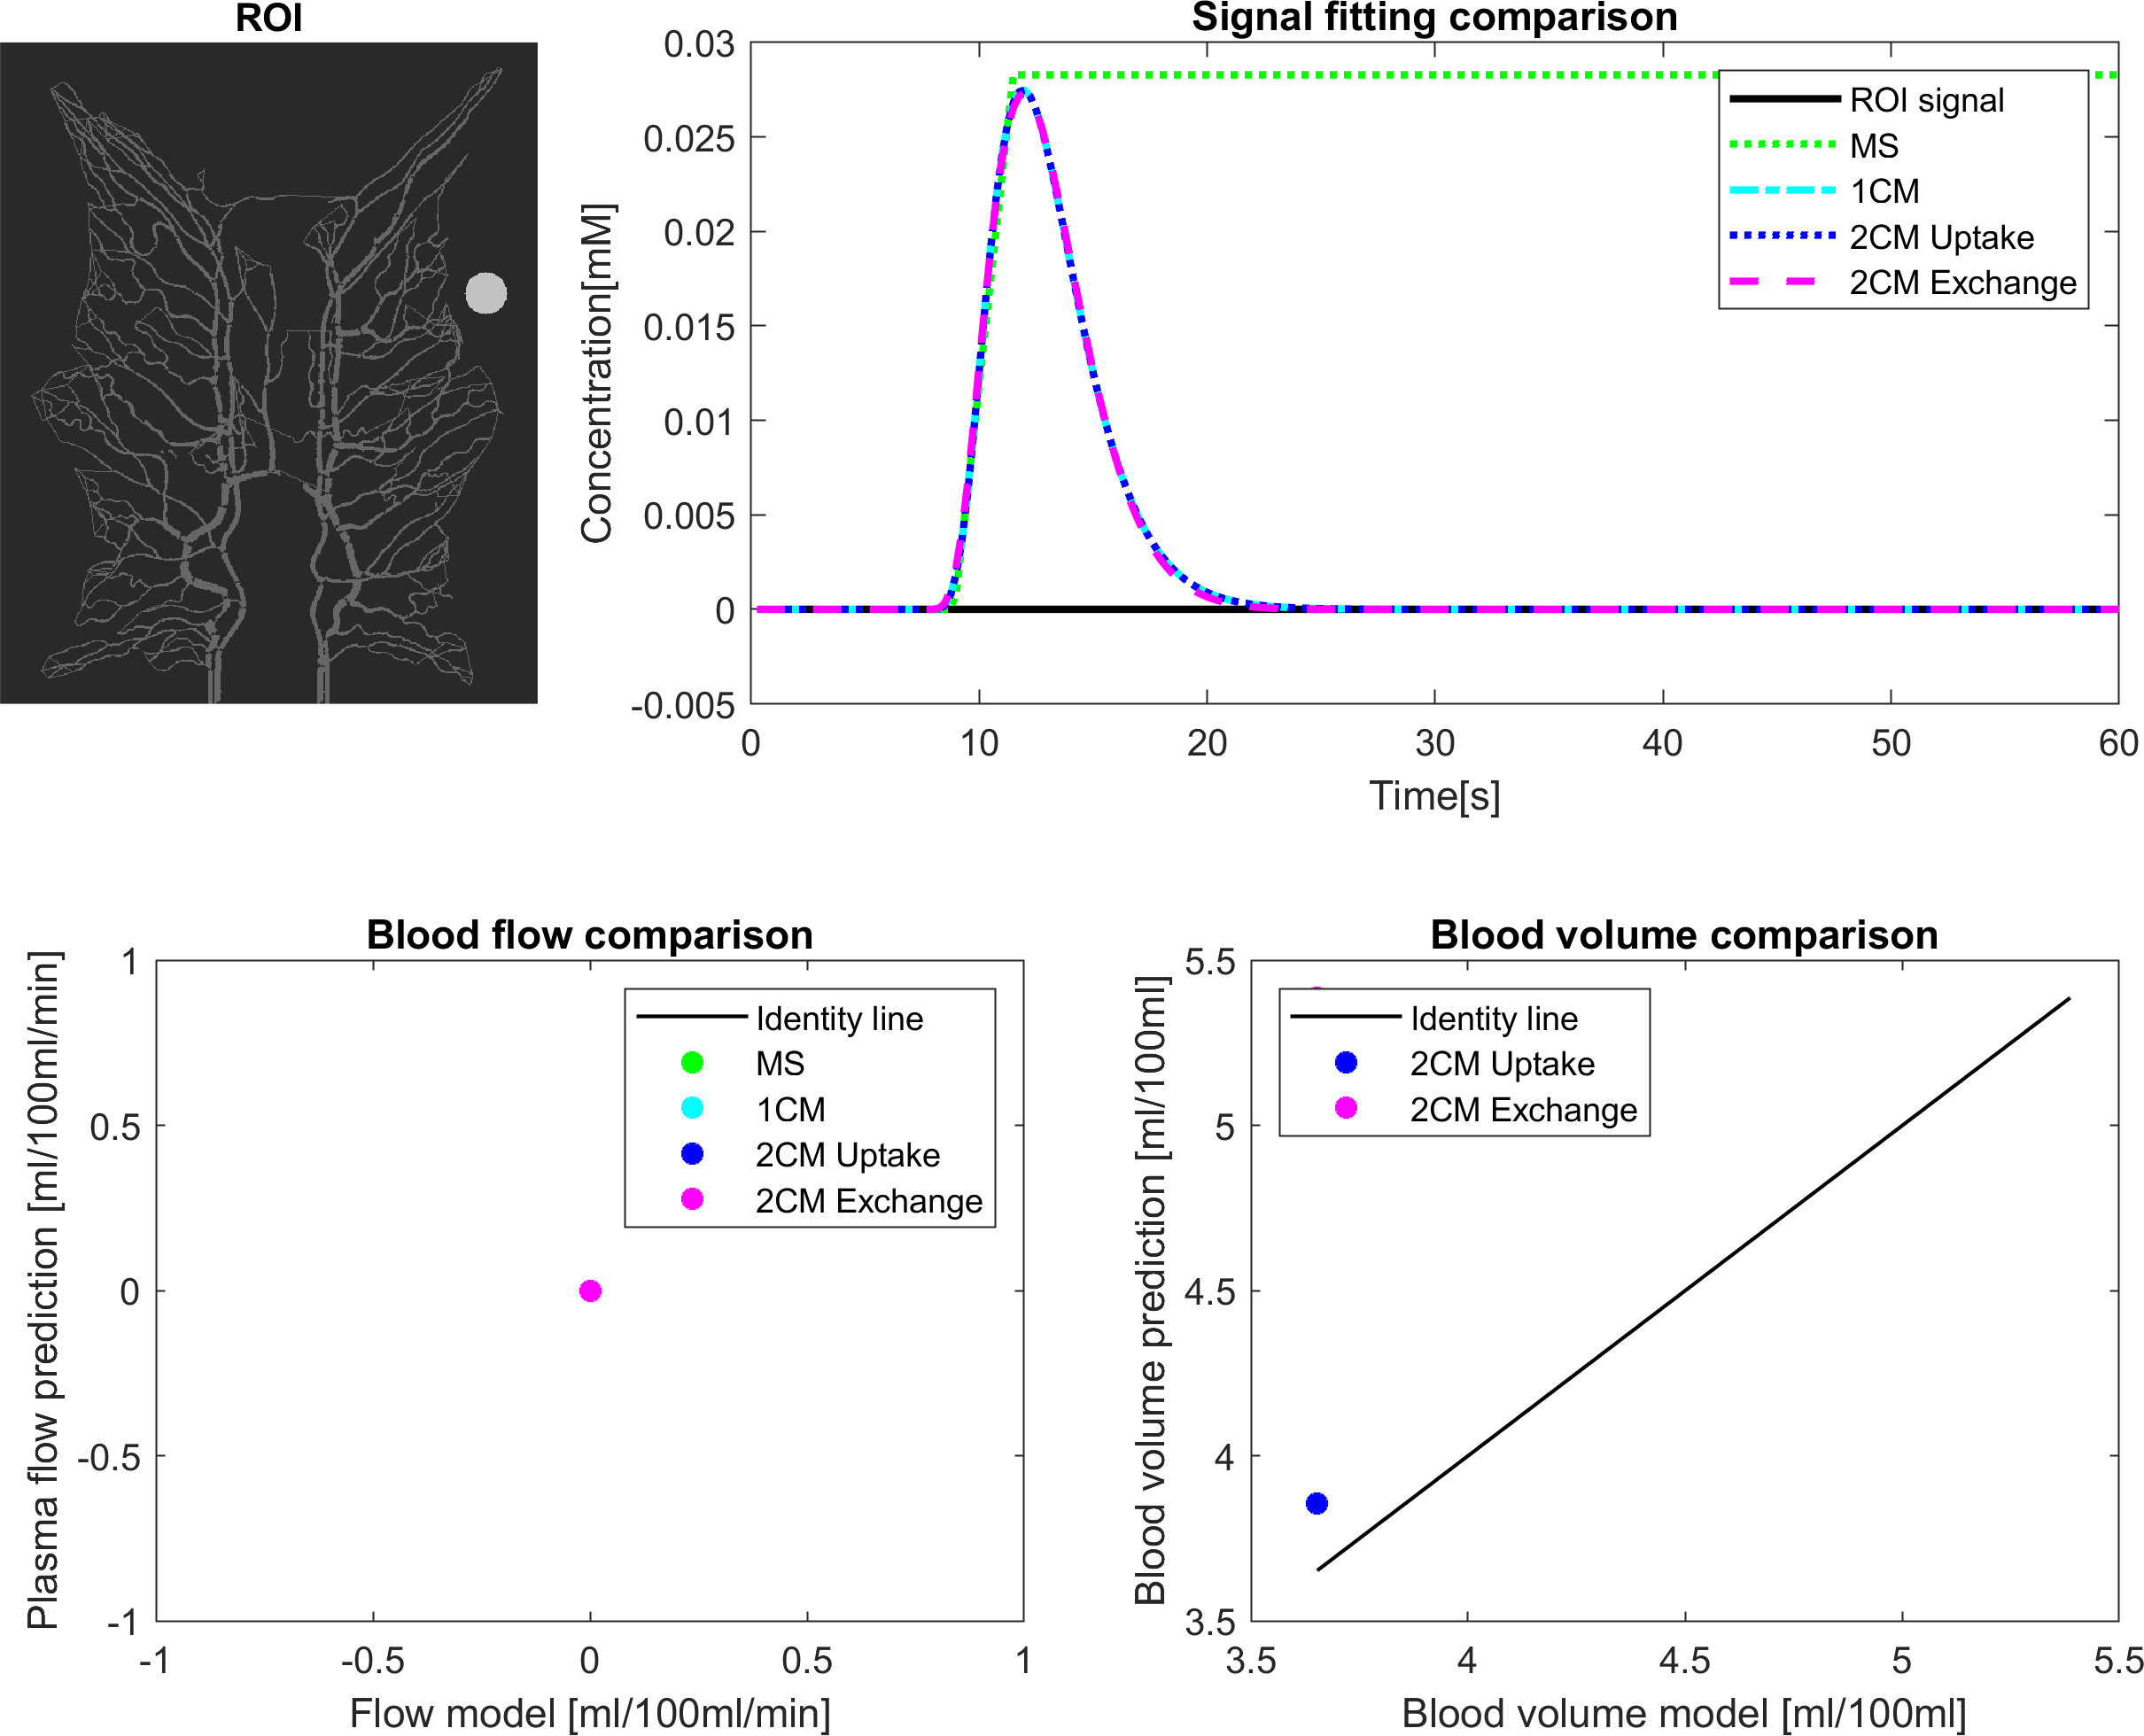 ROI
Signal fitting comparison
0.03
0.025
0.02
0.015
0.01
0.005
0
-0.005
Concentration[mM]
0 10 20 30 40 50 60
Time[s]
ROI signal
MS
1CM
2CM Uptake
2CM Exchange
Blood flow comparison
1
0.5
0
-0.5
-1
Plasma flow prediction [ml/100ml/min]
-1 -0.5 0 0.5 1
Flow model [ml/100ml/min]
Identity line
MS
1CM
2CM Uptake
2CM Exchange
Blood volume comparison
5.5
5
4.5
4
3.5
Blood volume prediction [ml/100ml]
3.5 4 4.5 5 5.5
Blood volume model [ml/100ml]
Identity line
2CM Uptake
2CM Exchange